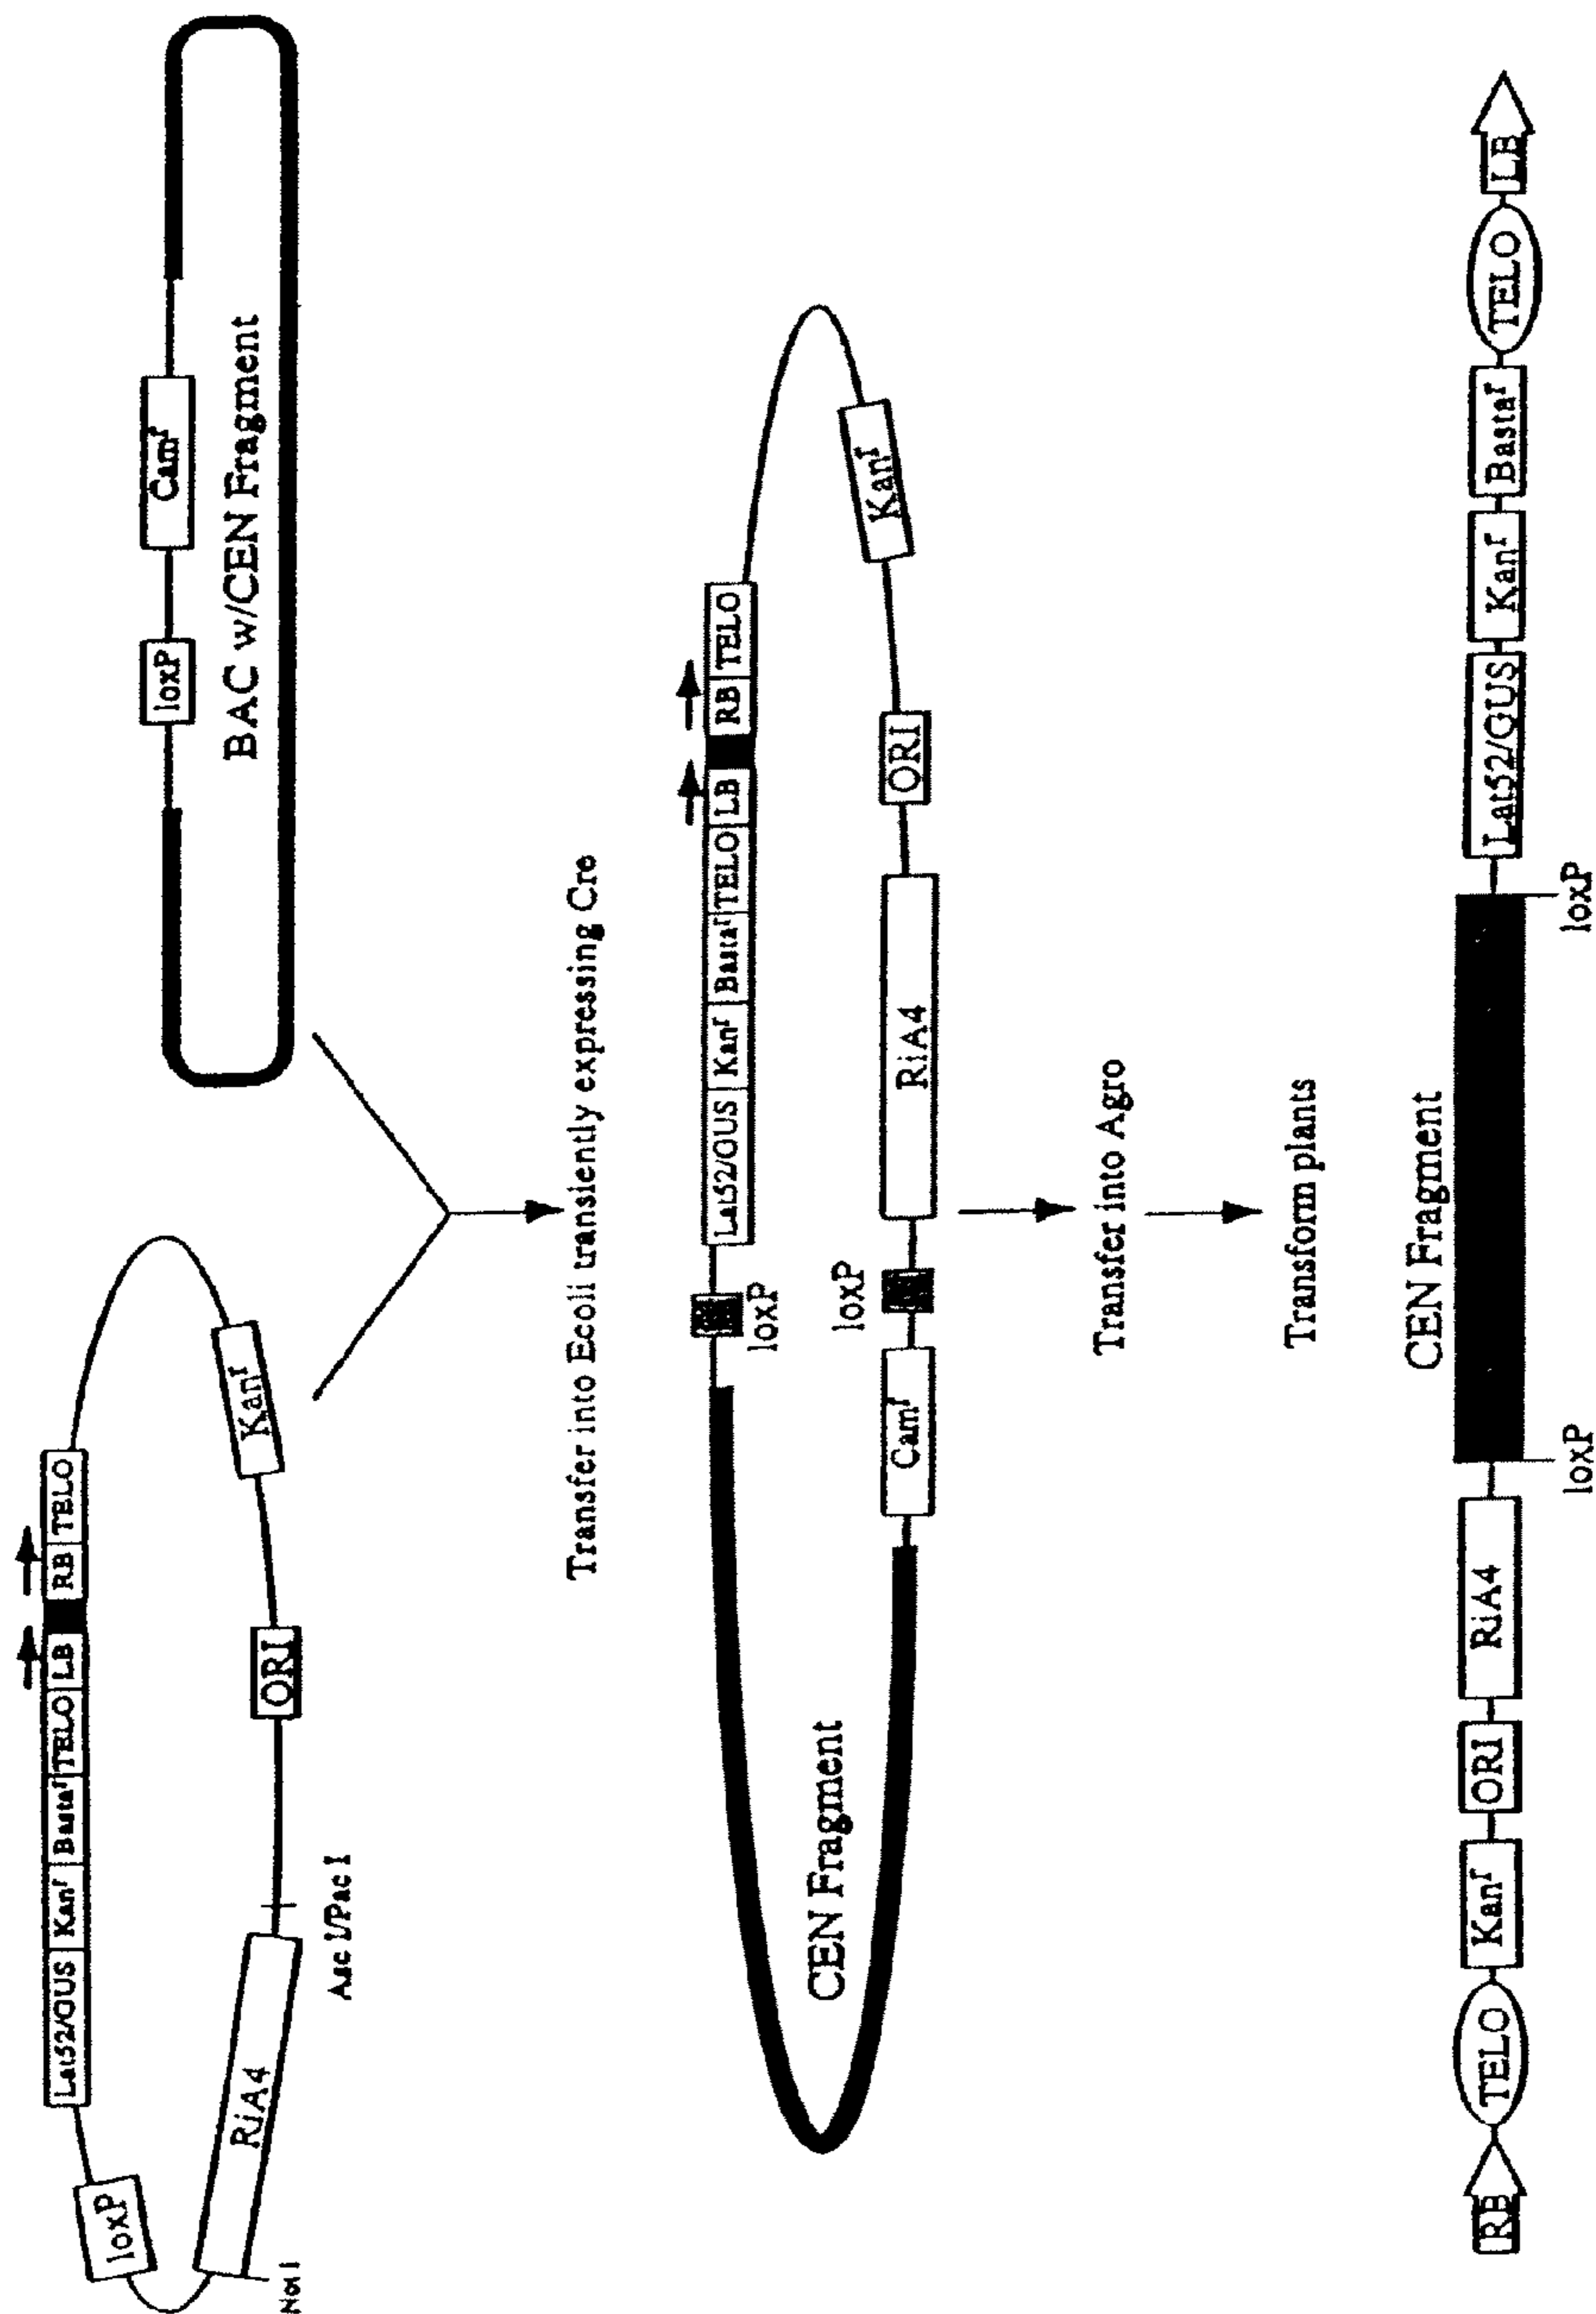 loxP
Lat52/OUS Kanr Bastar TELO LB RB TELO
Kanr
ORI
RiA4
Not I
Asc I/Pac I
loxP Camr
BAC w/CEN Fragment
Transfer into Ecoli transiently expressing Cre
loxP
Lat52/OUS Kanr Bastar TELO LB RB TELO
Kanr
ORI
RiA4
loxP
Camr
CEN Fragment
Transfer into Agro
Transform plants
CEN Fragment
RB TELO Kanr ORI RiA4 Lat52/GUS Kanr Bastar TELO LB
loxP loxP